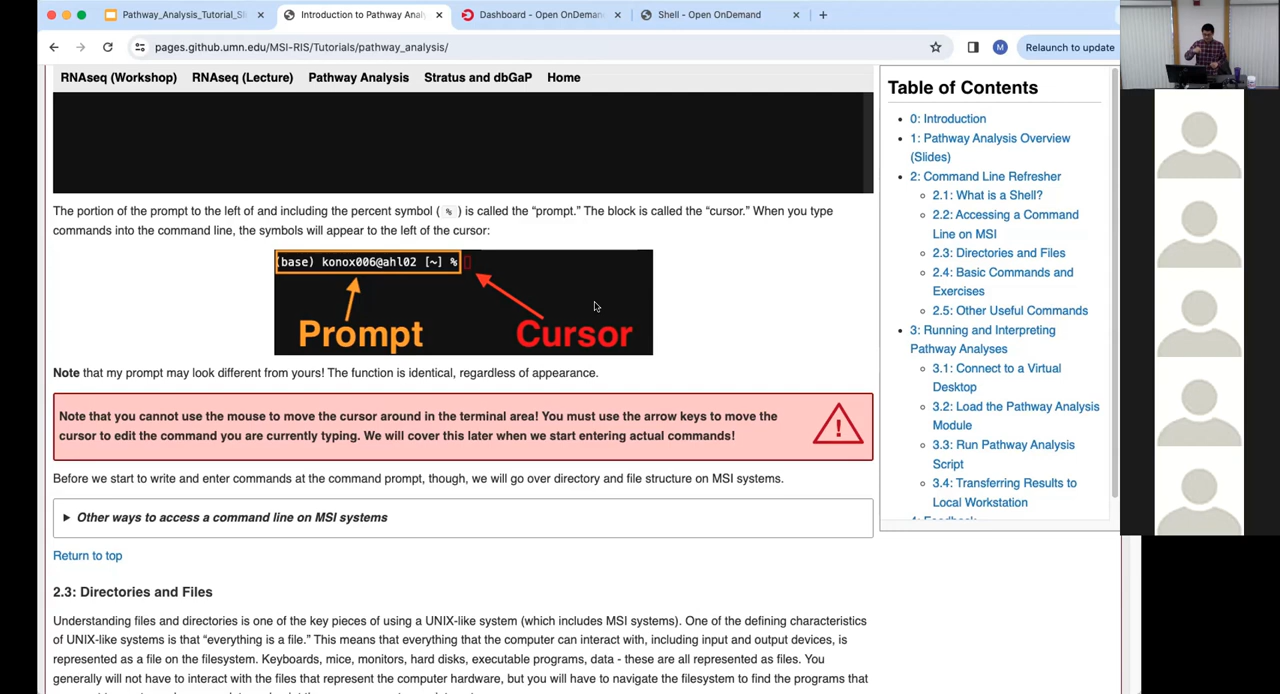 Pathway_Analysis_Tutorial_Sl
Introduction to Pathway Anal
Dashboard - Open OnDeman
Shell - Open OnDemand
pages.github.umn.edu/MSI-RIS/Tutorials/pathway_analysis/
M
Relaunch to update
RNAseq (Workshop) RNAseq (Lecture) Pathway Analysis Stratus and dbGaP Home
The portion of the prompt to the left of and including the percent symbol ( % ) is called the “prompt.” The block is called the “cursor.” When you type
commands into the command line, the symbols will appear to the left of the cursor:
(base) konox006@ahl02 [~] %
Prompt
Cursor
Note that my prompt may look different from yours! The function is identical, regardless of appearance.
Note that you cannot use the mouse to move the cursor around in the terminal area! You must use the arrow keys to move the
cursor to edit the command you are currently typing. We will cover this later when we start entering actual commands!
Before we start to write and enter commands at the command prompt, though, we will go over directory and file structure on MSI systems.
Other ways to access a command line on MSI systems
Return to top
2.3: Directories and Files
Understanding files and directories is one of the key pieces of using a UNIX-like system (which includes MSI systems). One of the defining characteristics
of UNIX-like systems is that “everything is a file.” This means that everything that the computer can interact with, including input and output devices, is
represented as a file on the filesystem. Keyboards, mice, monitors, hard disks, executable programs, data - these are all represented as files. You
generally will not have to interact with the files that represent the computer hardware, but you will have to navigate the filesystem to find the programs that
Table of Contents
0: Introduction
1: Pathway Analysis Overview
(Slides)
2: Command Line Refresher
2.1: What is a Shell?
2.2: Accessing a Command
Line on MSI
2.3: Directories and Files
2.4: Basic Commands and
Exercises
2.5: Other Useful Commands
3: Running and Interpreting
Pathway Analyses
3.1: Connect to a Virtual
Desktop
3.2: Load the Pathway Analysis
Module
3.3: Run Pathway Analysis
Script
3.4: Transferring Results to
Local Workstation